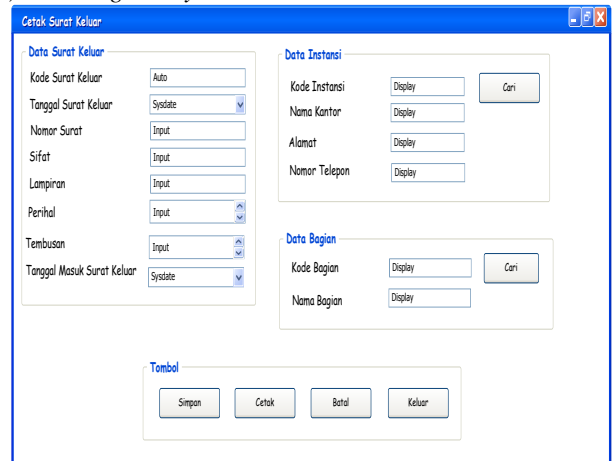 Cetak Surat Keluar
Data Surat Keluar
Kode Surat Keluar Auto
Tanggal Surat Keluar Sysdate
Nomor Surat Input
Sifat Input
Lampiran Input
Perihal Input
Tembusan Input
Tanggal Masuk Surat Keluar Sysdate
Data Instansi
Kode Instansi Display Cari
Nama Kantor Display
Alamat Display
Nomor Telepon Display
Data Bagian
Kode Bagian Display Cari
Nama Bagian Display
Tombol
Simpan Cetak Batal Keluar